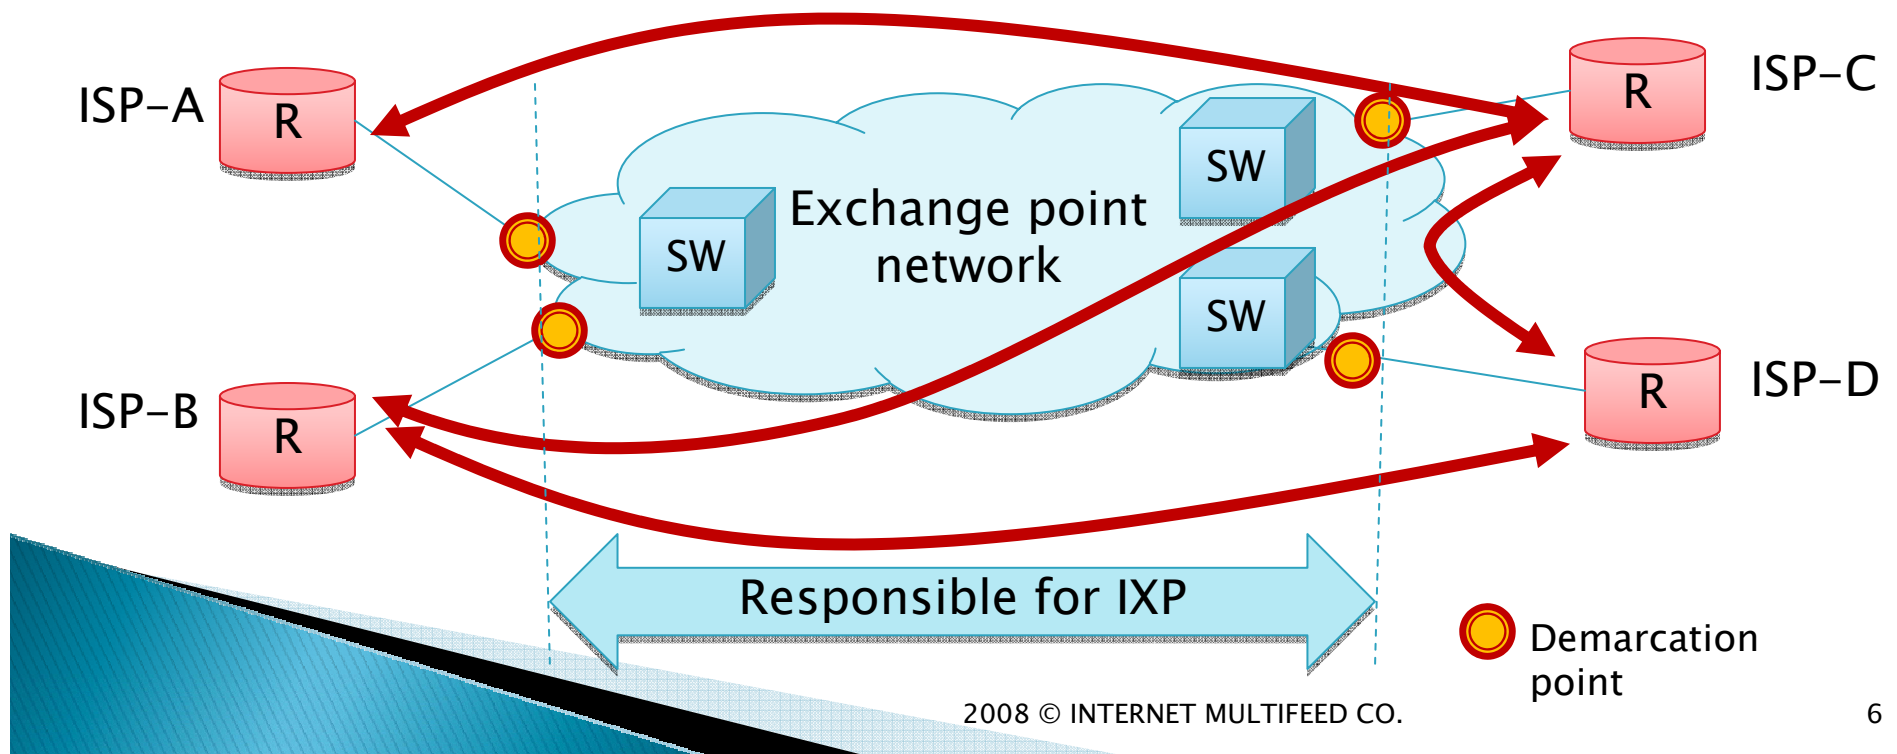 ISP-A
R
ISP-C
R
SW
Exchange point
network
SW
SW
ISP-B
R
ISP-D
R
Responsible for IXP
Demarcation
point
2008 © INTERNET MULTIFEED CO.
6